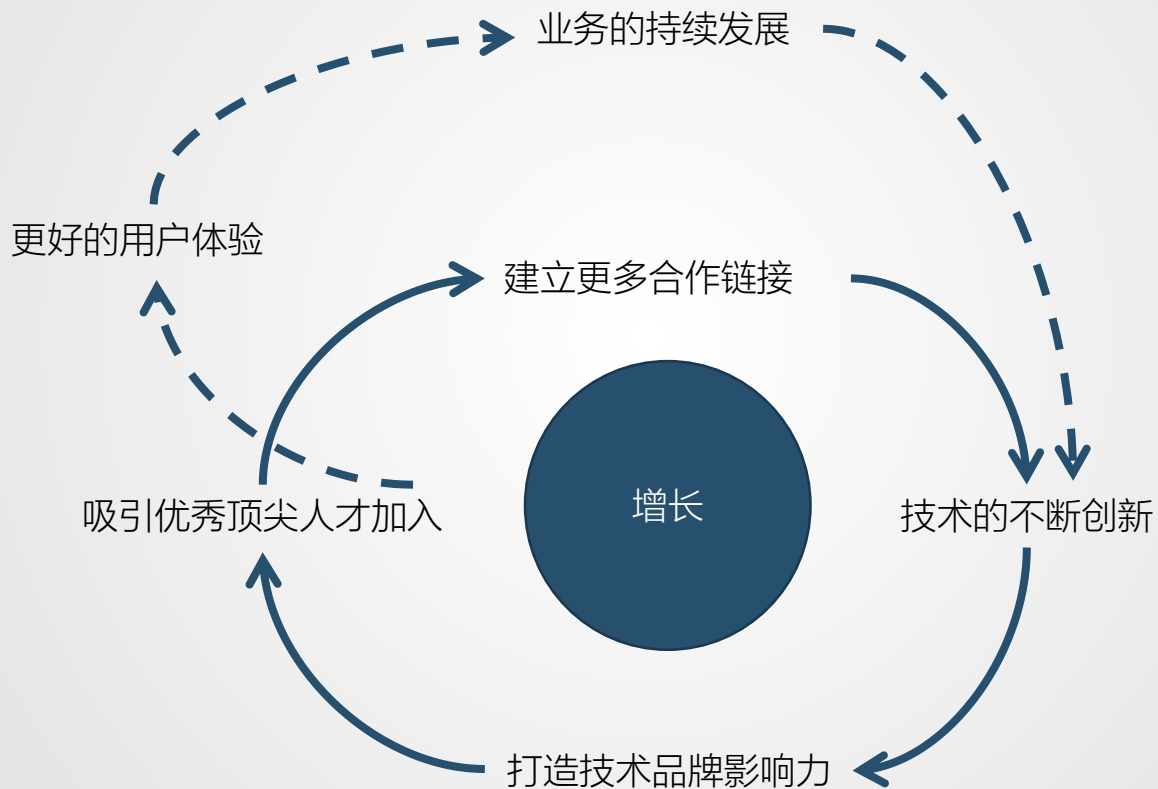 业务的持续发展
更好的用户体验
建立更多合作链接
增长
吸引优秀顶尖人才加入
技术的不断创新
打造技术品牌影响力